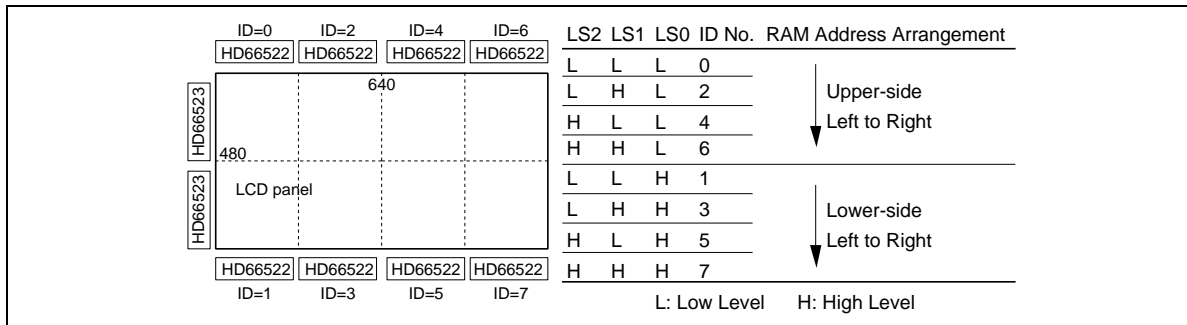 ID=0 ID=2 ID=4 ID=6
HD66522 HD66522 HD66522 HD66522
HD66523
HD66523
640
480
LCD panel
HD66522 HD66522 HD66522 HD66522
ID=1 ID=3 ID=5 ID=7
LS2 LS1 LS0 ID No. RAM Address Arrangement
L L L 0
L H L 2
H L L 4
H H L 6
Upper-side
Left to Right
L L H 1
L H H 3
H L H 5
H H H 7
Lower-side
Left to Right
L: Low Level H: High Level